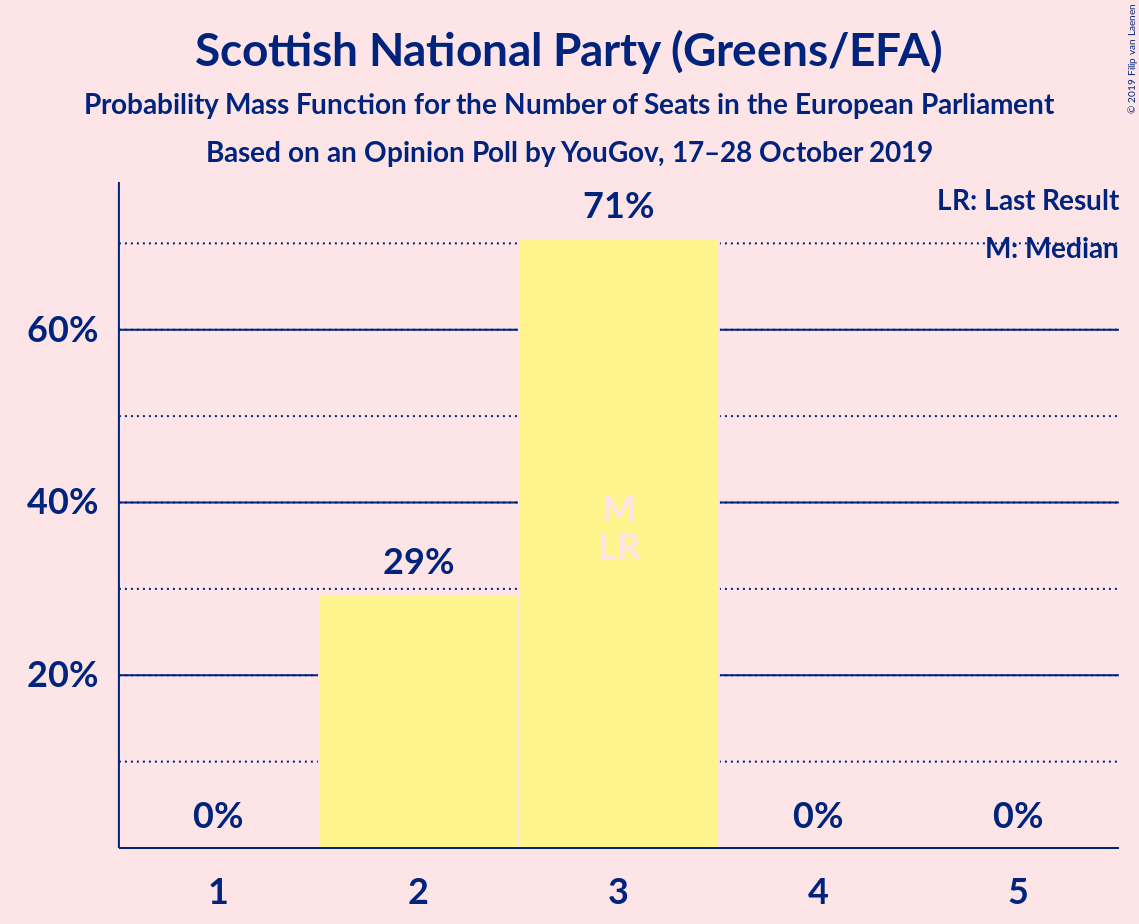 Scottish National Party (Greens/EFA)
Probability Mass Function for the Number of Seats in the European Parliament
Based on an Opinion Poll by YouGov, 17–28 October 2019
© 2019 Filip van Laenen
LR: Last Result
M: Median
71%
60%
40%
M
LR
29%
20%
0%
0%
0%
1
2
3
4
5